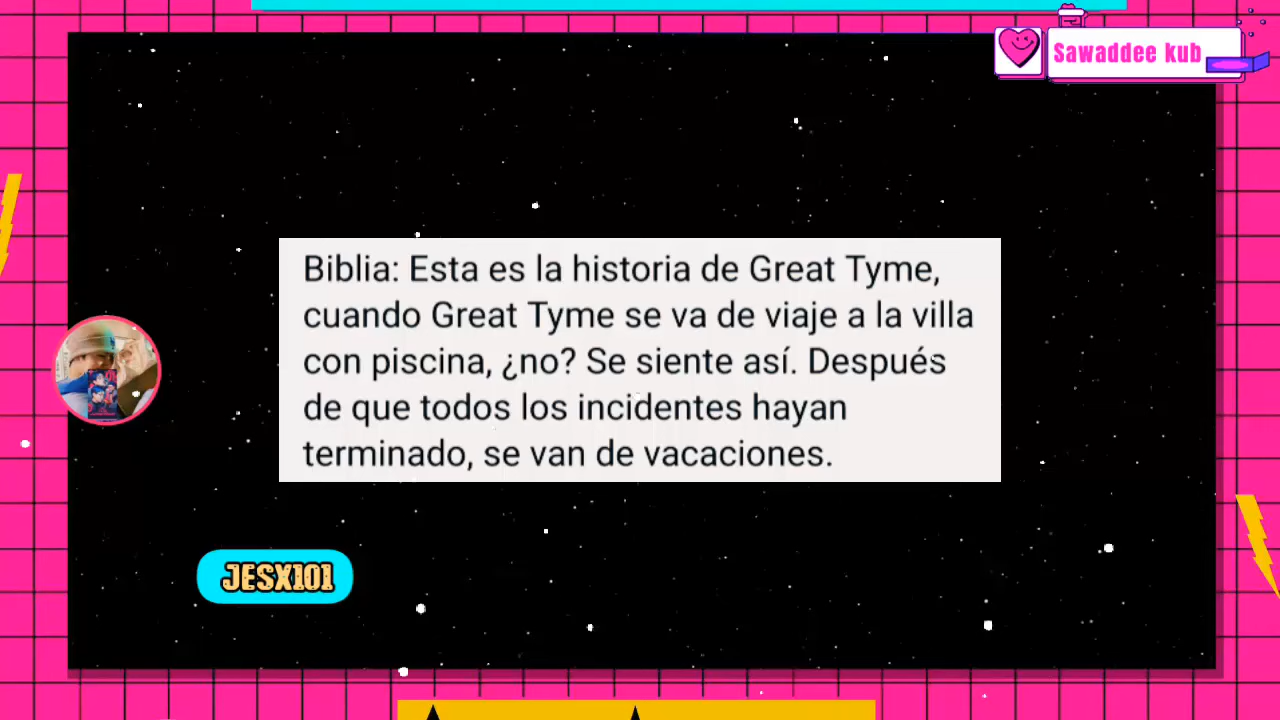 Sawaddee kub
Biblia: Esta es la historia de Great Tyme,
cuando Great Tyme se va de viaje a la villa
con piscina, ¿no? Se siente así. Después
de que todos los incidentes hayan
terminado, se van de vacaciones.
JESX101